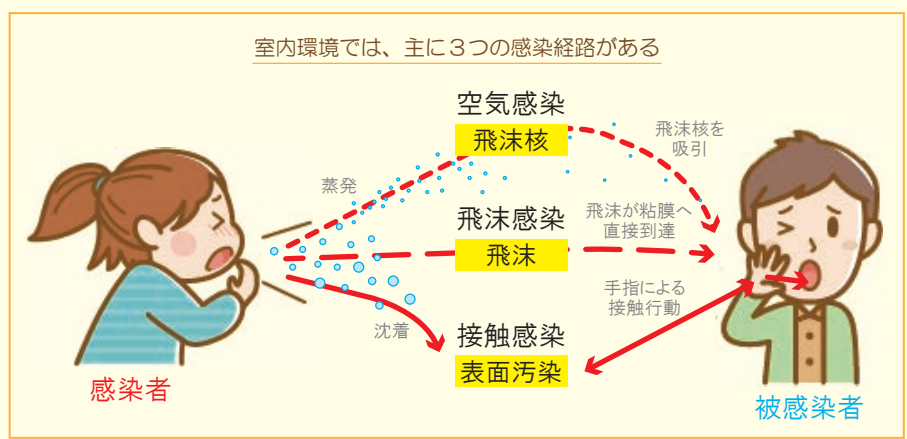 室内環境では、主に３つの感染経路がある
空気感染
飛沫核
飛沫核を
吸引
蒸発
飛沫感染
飛沫
飛沫が粘膜へ
直接到達
手指による
接触行動
沈着
接触感染
表面汚染
感染者
被感染者